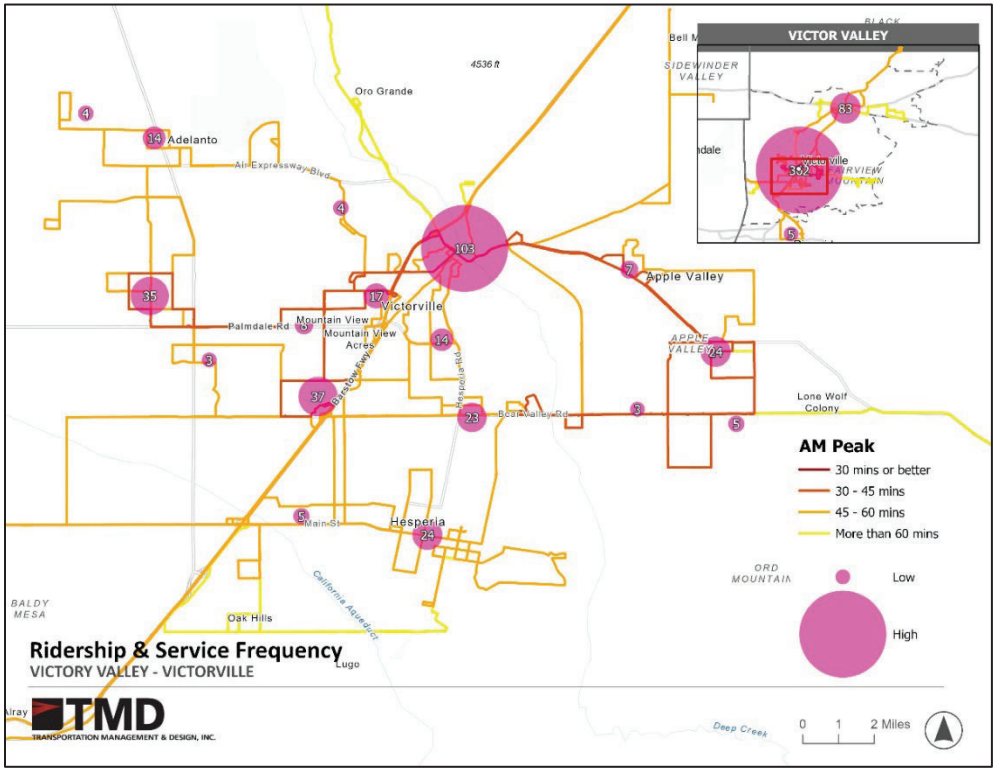 BLACK
VICTOR VALLEY
Bell M
4536 ft
SIDEWINDER
VALLEY
Oro Grande
83
4
14
Adelanto
ndale
Victorville
FAIRVIEW
MOUNTAIN
Air Expressway Blvd
4
5
103
7
Apple Valley
35
17
Victorville
Mountain View
Palmdale Rd
Mountain View
Acres
14
APPLE
VALLEY
24
3
Barstow Fwy
Hesperia Rd
37
23
Bear Valley Rd
3
5
Lone Wolf
Colony
AM Peak
30 mins or better
30 - 45 mins
45 - 60 mins
More than 60 mins
5
Main St
Hesperia
24
ORD
MOUNTAIN
Low
California Aqueduct
BALDY
MESA
Oak Hills
High
Ridership & Service Frequency
VICTORY VALLEY - VICTORVILLE
Lugo
Alray
TMD
TRANSPORTATION MANAGEMENT & DESIGN, INC.
Deep Creek
0 1 2 Miles